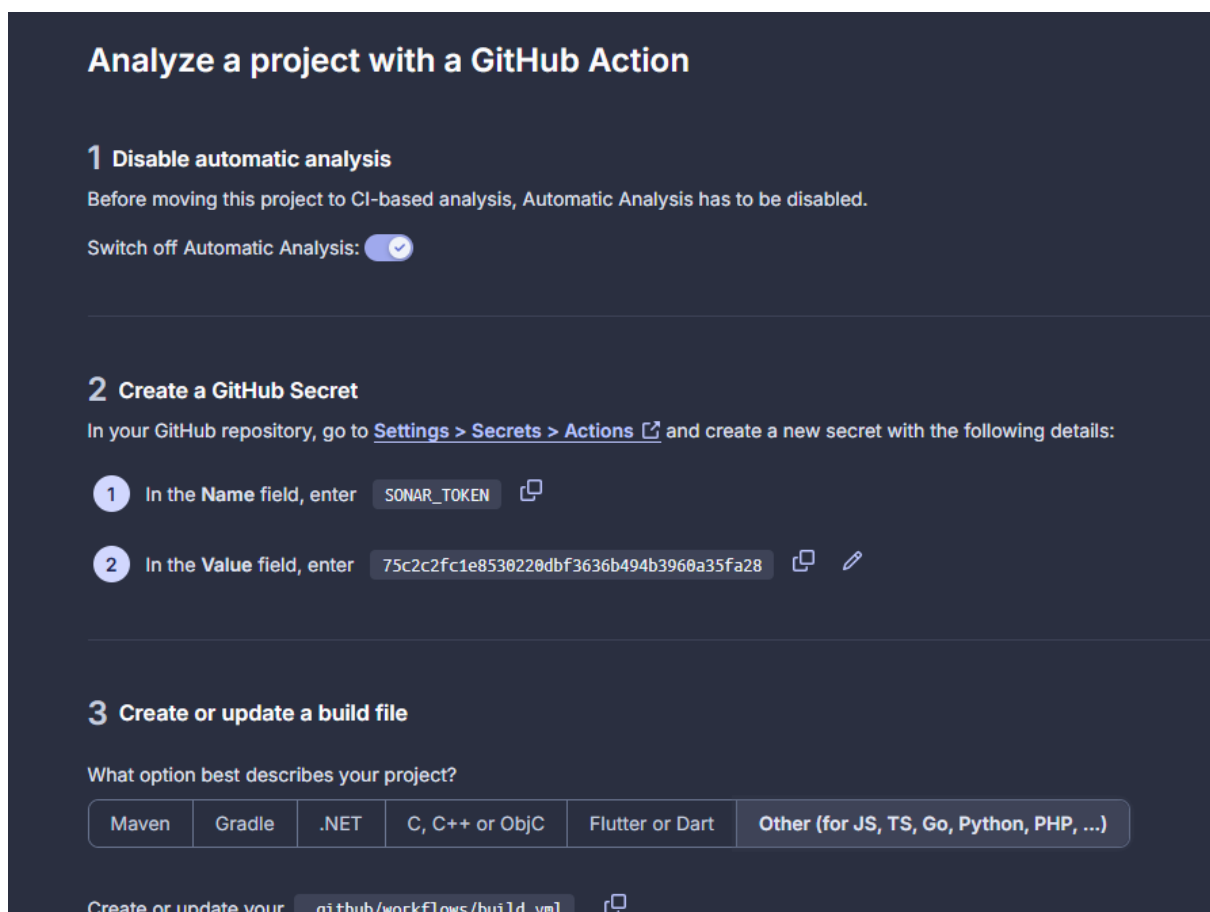 Analyze a project with a GitHub Action
1 Disable automatic analysis
Before moving this project to CI-based analysis, Automatic Analysis has to be disabled.
Switch off Automatic Analysis:
2 Create a GitHub Secret
In your GitHub repository, go to Settings > Secrets > Actions and create a new secret with the following details:
1 In the Name field, enter SONAR_TOKEN
2 In the Value field, enter 75c2c2fc1e8530220dbf3636b494b3960a35fa28
3 Create or update a build file
What option best describes your project?
Maven Gradle .NET C, C++ or ObjC Flutter or Dart Other (for JS, TS, Go, Python, PHP, ...)
Create or update your .github/workflows/build.yml